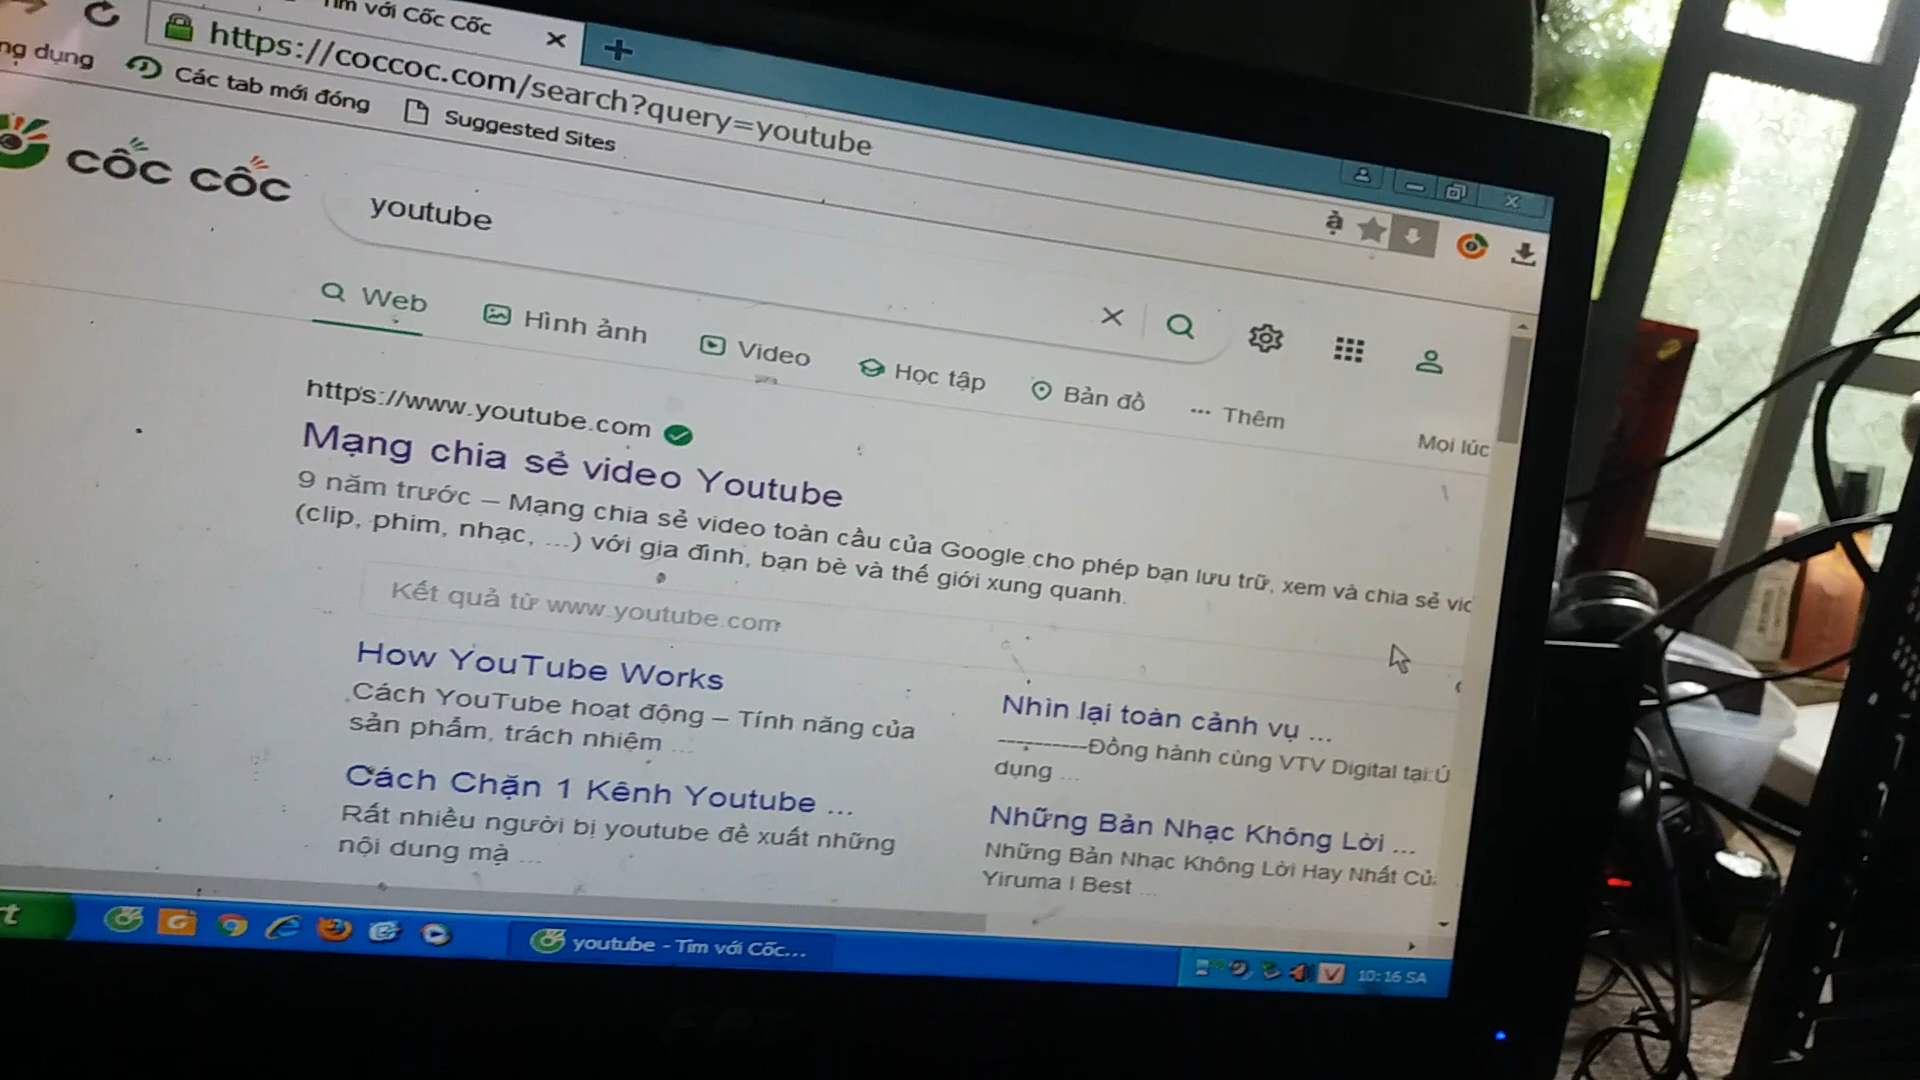 Tìm với Cốc Cốc
https://coccoc.com/search?query=youtube
ng dụng
Các tab mới đóng
Suggested Sites
CỐC CỐC
youtube
Web
Hình ảnh
Video
Học tập
Bản đồ
Thêm
Mọi lúc
https://www.youtube.com
Mạng chia sẻ video Youtube
9 năm trước — Mạng chia sẻ video toàn cầu của Google cho phép bạn lưu trữ, xem và chia sẻ vid
(clip, phim, nhạc, ...) với gia đình, bạn bè và thế giới xung quanh.
Kết quả từ www.youtube.com
How YouTube Works
Cách YouTube hoạt động – Tính năng của
sản phẩm, trách nhiệm ...
Nhìn lại toàn cảnh vụ ...
-----------Đồng hành cùng VTV Digital tại:Ứ
dụng ...
Cách Chặn 1 Kênh Youtube ...
Rất nhiều người bị youtube đề xuất những
nội dung mà ...
Những Bản Nhạc Không Lời ...
Những Bản Nhạc Không Lời Hay Nhất Củ
Yiruma | Best ...
t
youtube - Tìm với Cốc...
10:16 SA